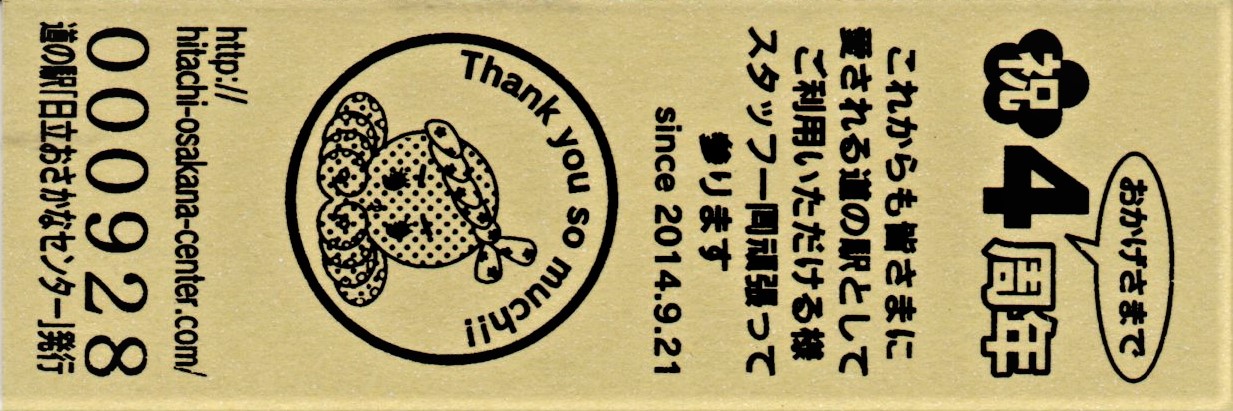 おかげさまで
祝4周年
これからも皆さまに
愛される道の駅として
ご利用いただける様
スタッフ一同頑張って
参ります
since 2014.9.21
Thank you so much!!
http://
hitachi-osakana-center.com/
000928
道の駅「日立おさかなセンター」発行